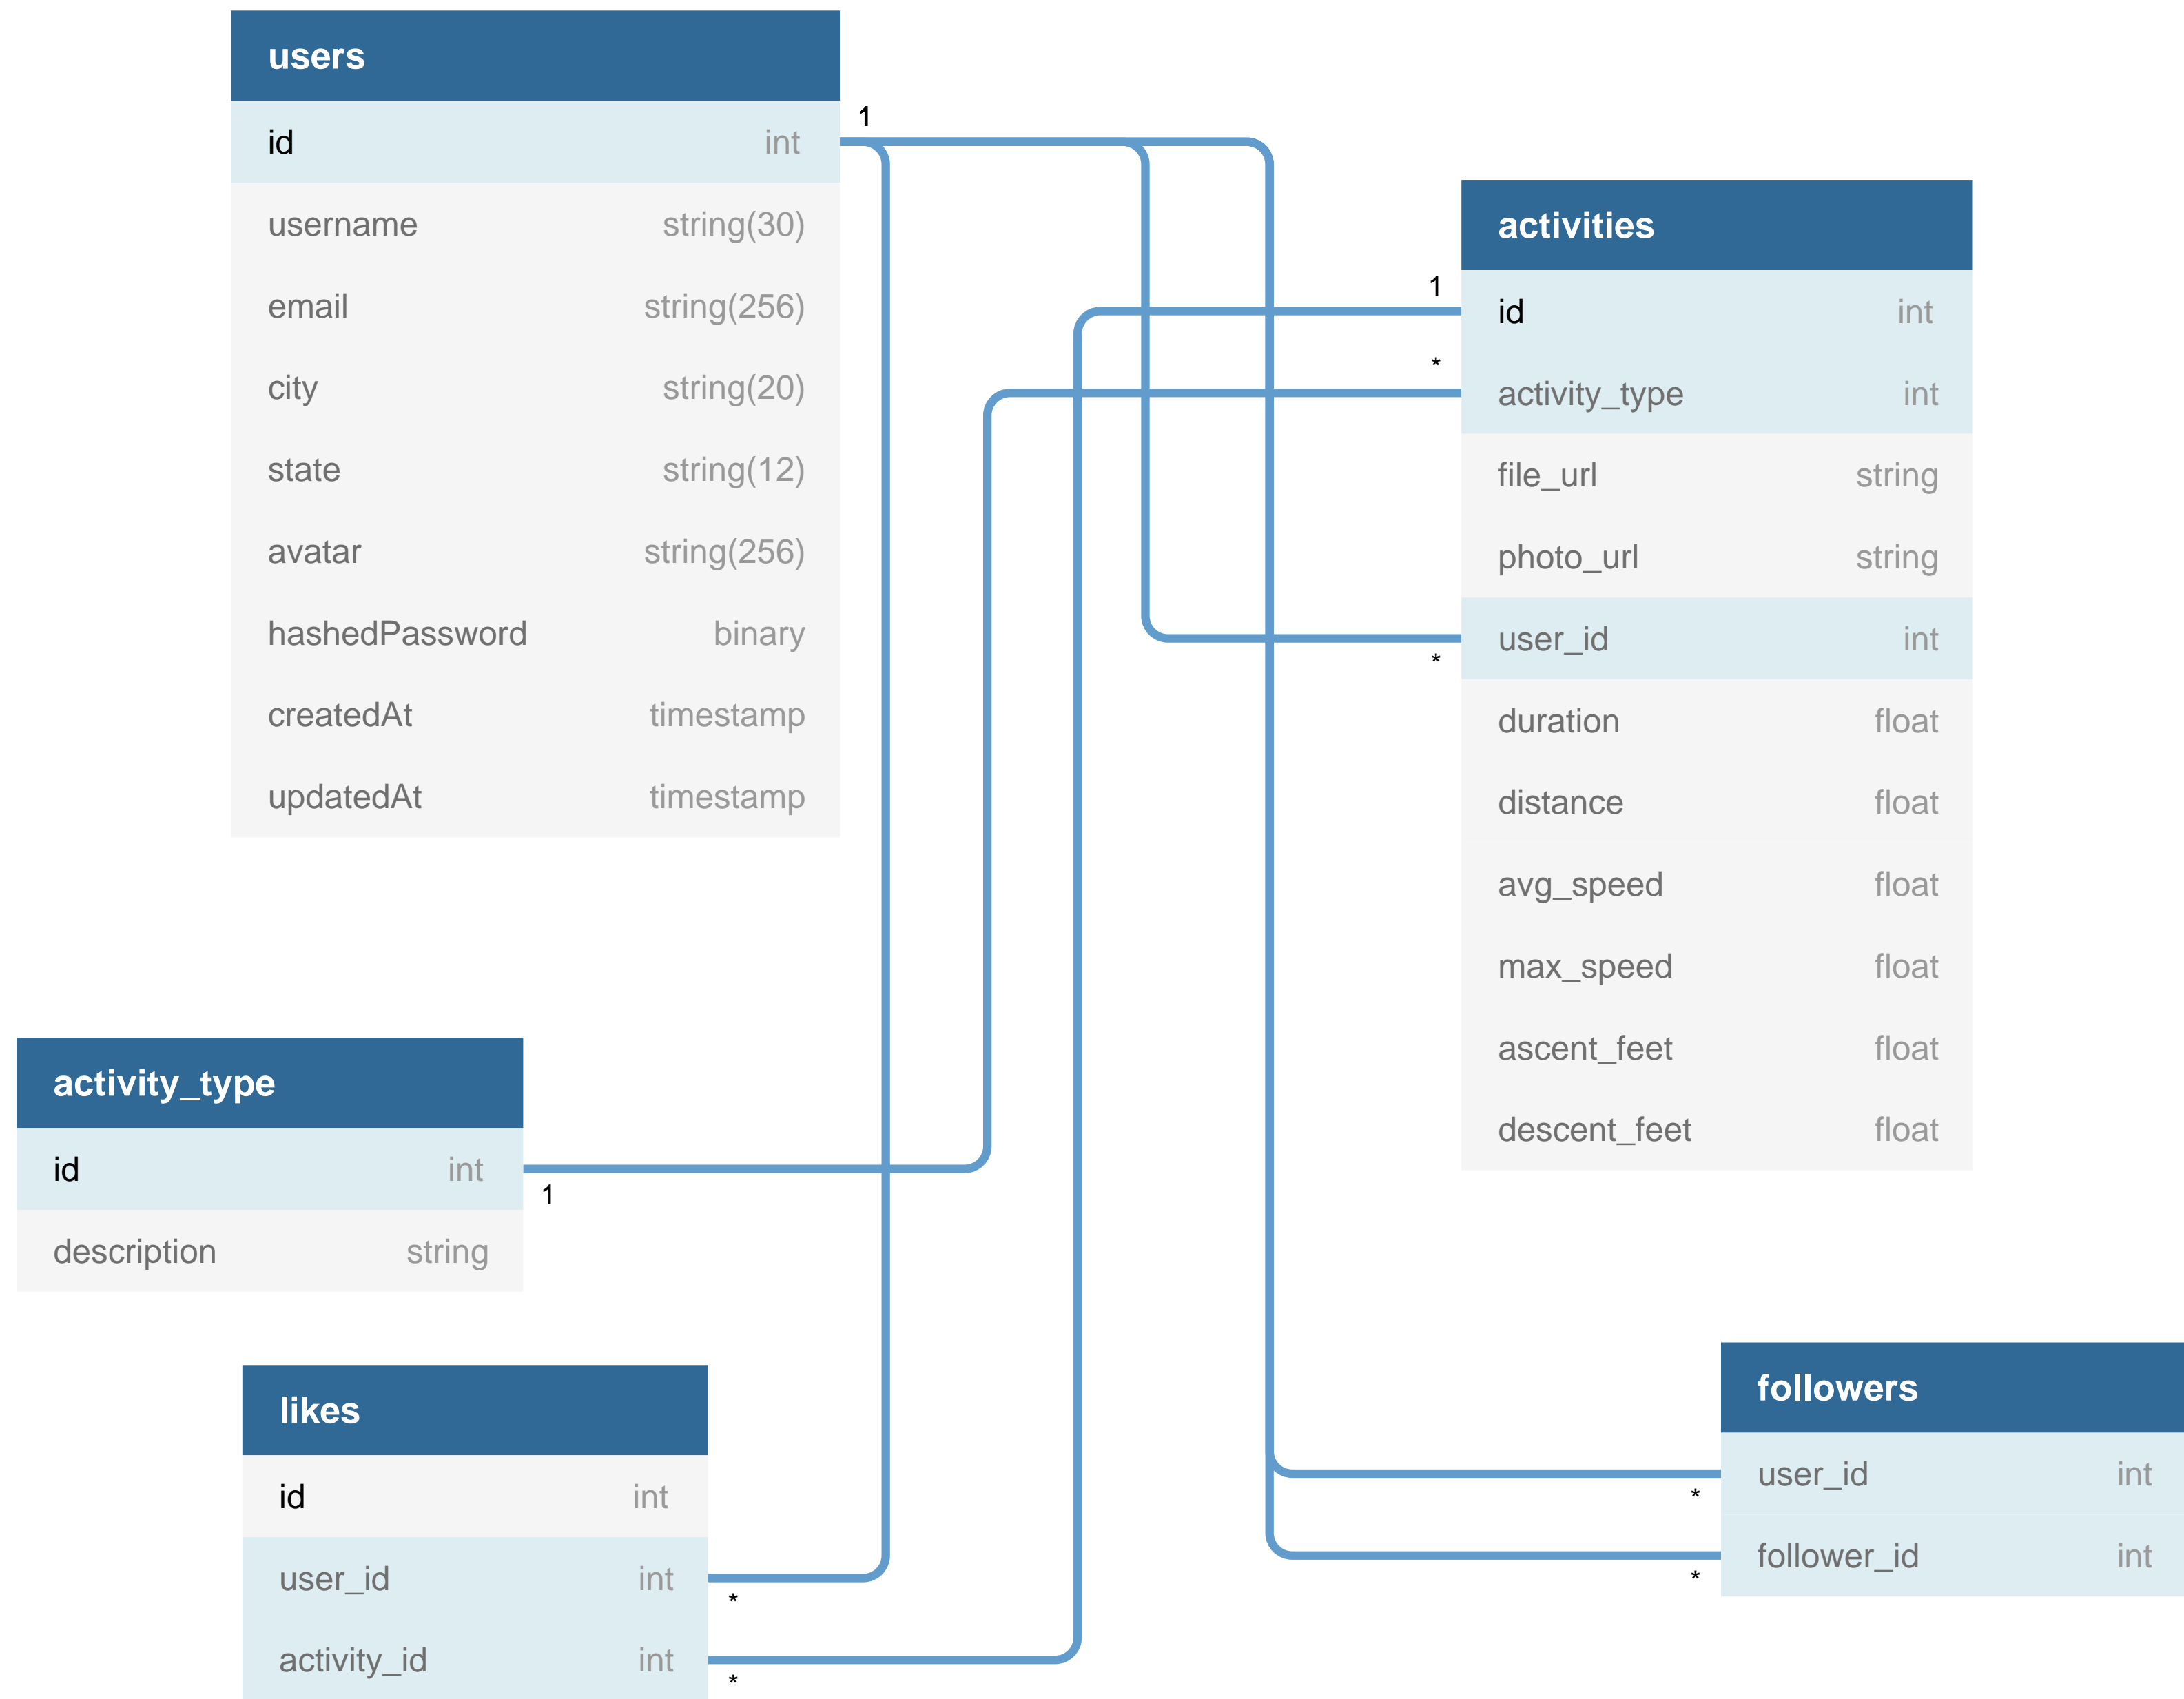 users
id int
username string(30)
email string(256)
city string(20)
state string(12)
avatar string(256)
hashedPassword binary
createdAt timestamp
updatedAt timestamp
1
activities
1
id int
*
activity_type int
file_url string
photo_url string
user_id int
*
duration float
distance float
avg_speed float
max_speed float
ascent_feet float
descent_feet float
activity_type
id int
1
description string
likes
id int
user_id int
*
activity_id int
*
followers
user_id int
*
follower_id int
*